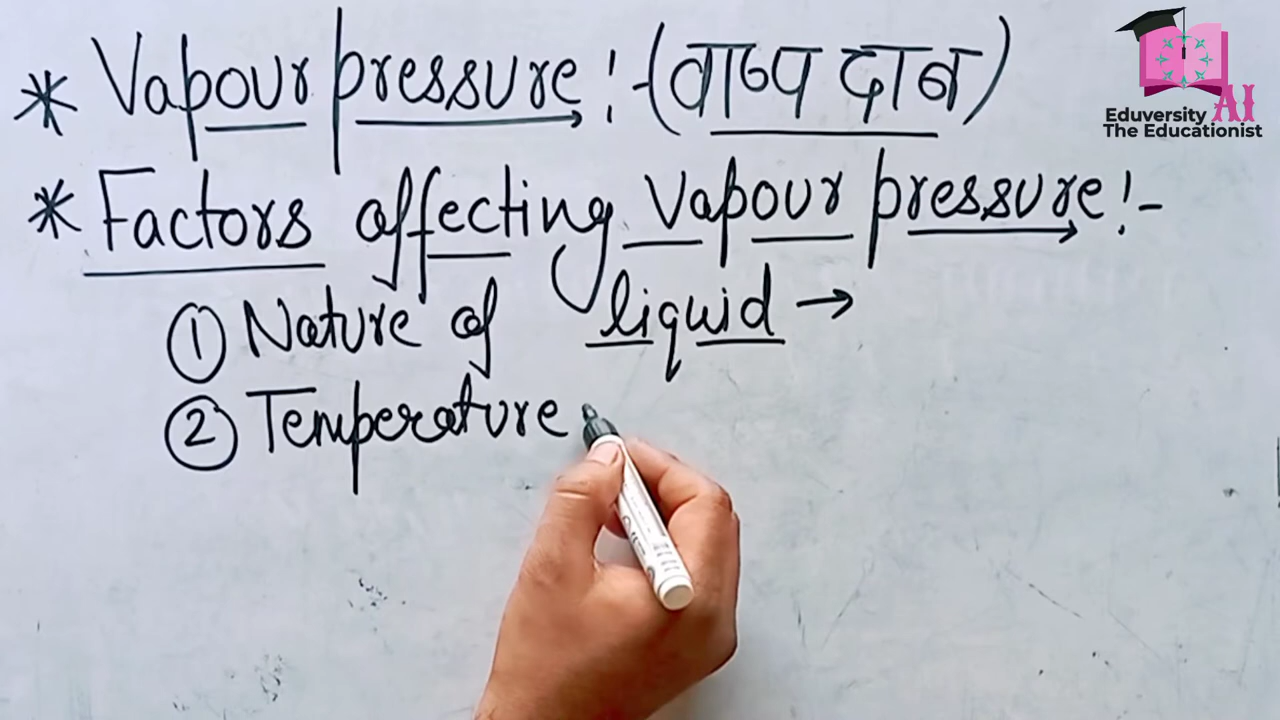 * Vapour pressure :- (वाष्प दाब)
* Factors affecting Vapour pressure :-
① Nature of liquid →
② Temperature
Eduversity AI
The Educationist